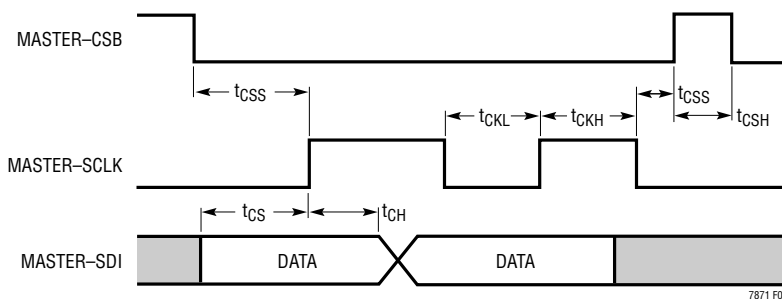 MASTER–CSB
tCSS
tCSS
tCKL
tCKH
tCSH
MASTER–SCLK
tCS
tCH
MASTER–SDI
DATA
DATA
7871 F0